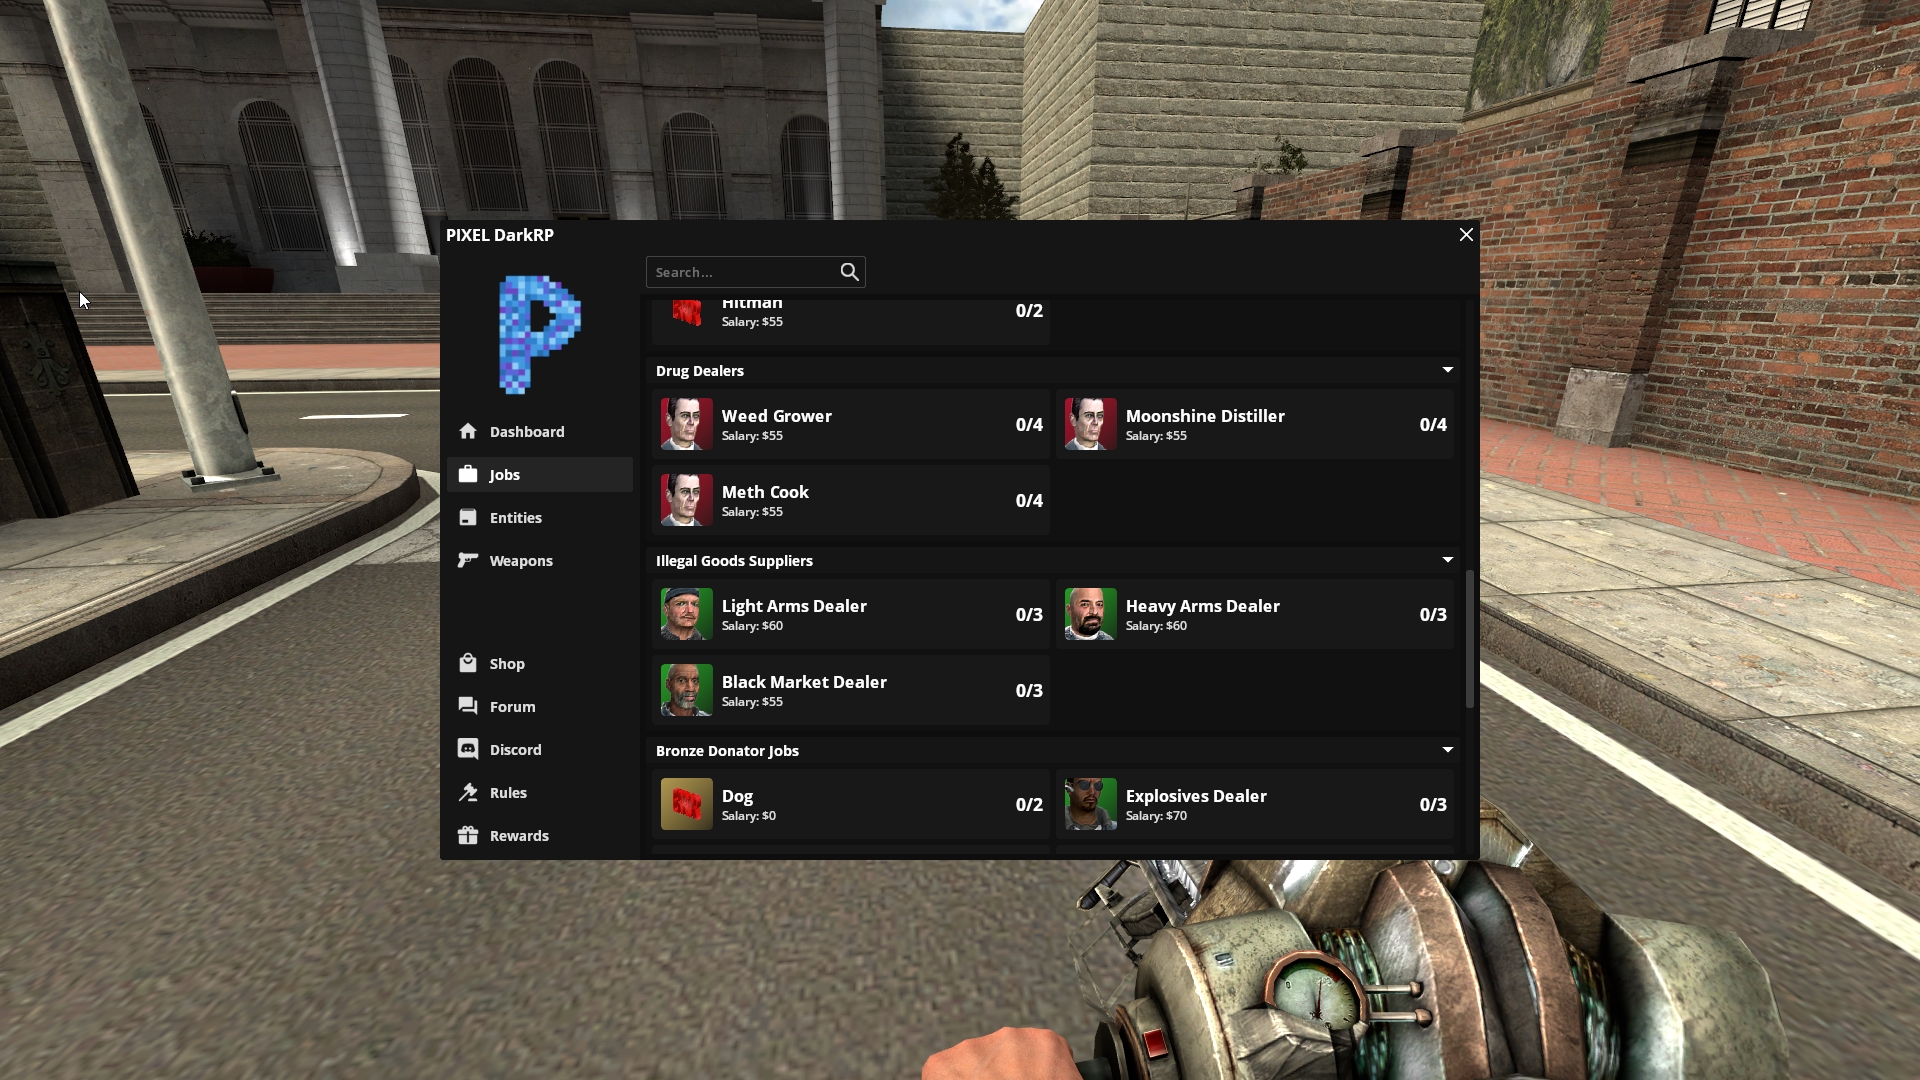 PIXEL DarkRP
Search...
Dashboard
Jobs
Entities
Weapons
Shop
Forum
Discord
Rules
Rewards
Hitman
Salary: $55
0/2
Drug Dealers
Weed Grower
Salary: $55
0/4
Moonshine Distiller
Salary: $55
0/4
Meth Cook
Salary: $55
0/4
Illegal Goods Suppliers
Light Arms Dealer
Salary: $60
0/3
Heavy Arms Dealer
Salary: $60
0/3
Black Market Dealer
Salary: $55
0/3
Bronze Donator Jobs
Dog
Salary: $0
0/2
Explosives Dealer
Salary: $70
0/3